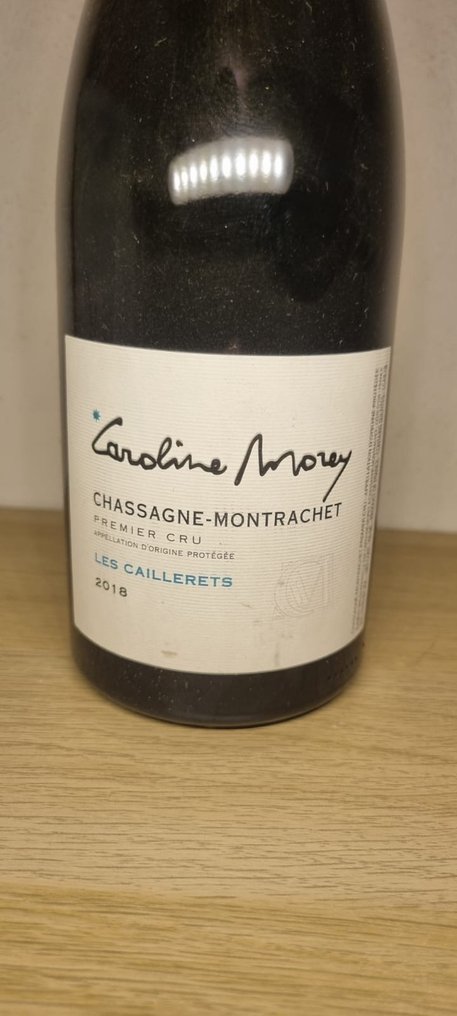 Caroline Morey
CHASSAGNE-MONTRACHET
PREMIER CRU
APPELLATION D'ORIGINE PROTÉGÉE
LES CAILLERETS
2018